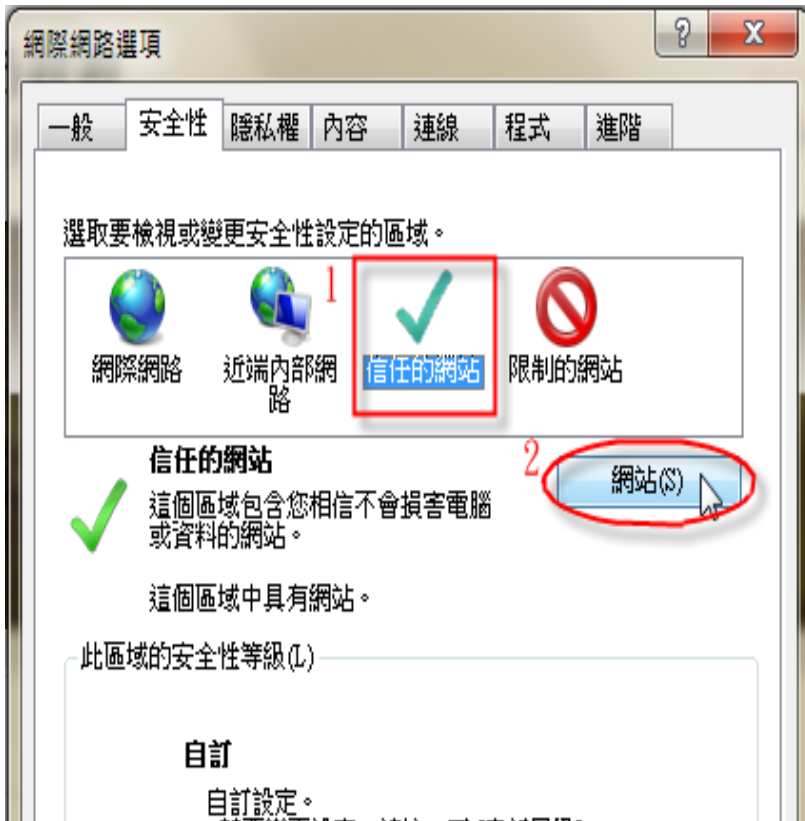 網際網路選項
一般 安全性 隱私權 內容 連線 程式 進階
選取要檢視或變更安全性設定的區域。
1
網際網路 近端內部網路 信任的網站 限制的網站
信任的網站
2
網站(S)
這個區域包含您相信不會損害電腦
或資料的網站。
這個區域中具有網站。
此區域的安全性等級(L)
自訂
自訂設定。